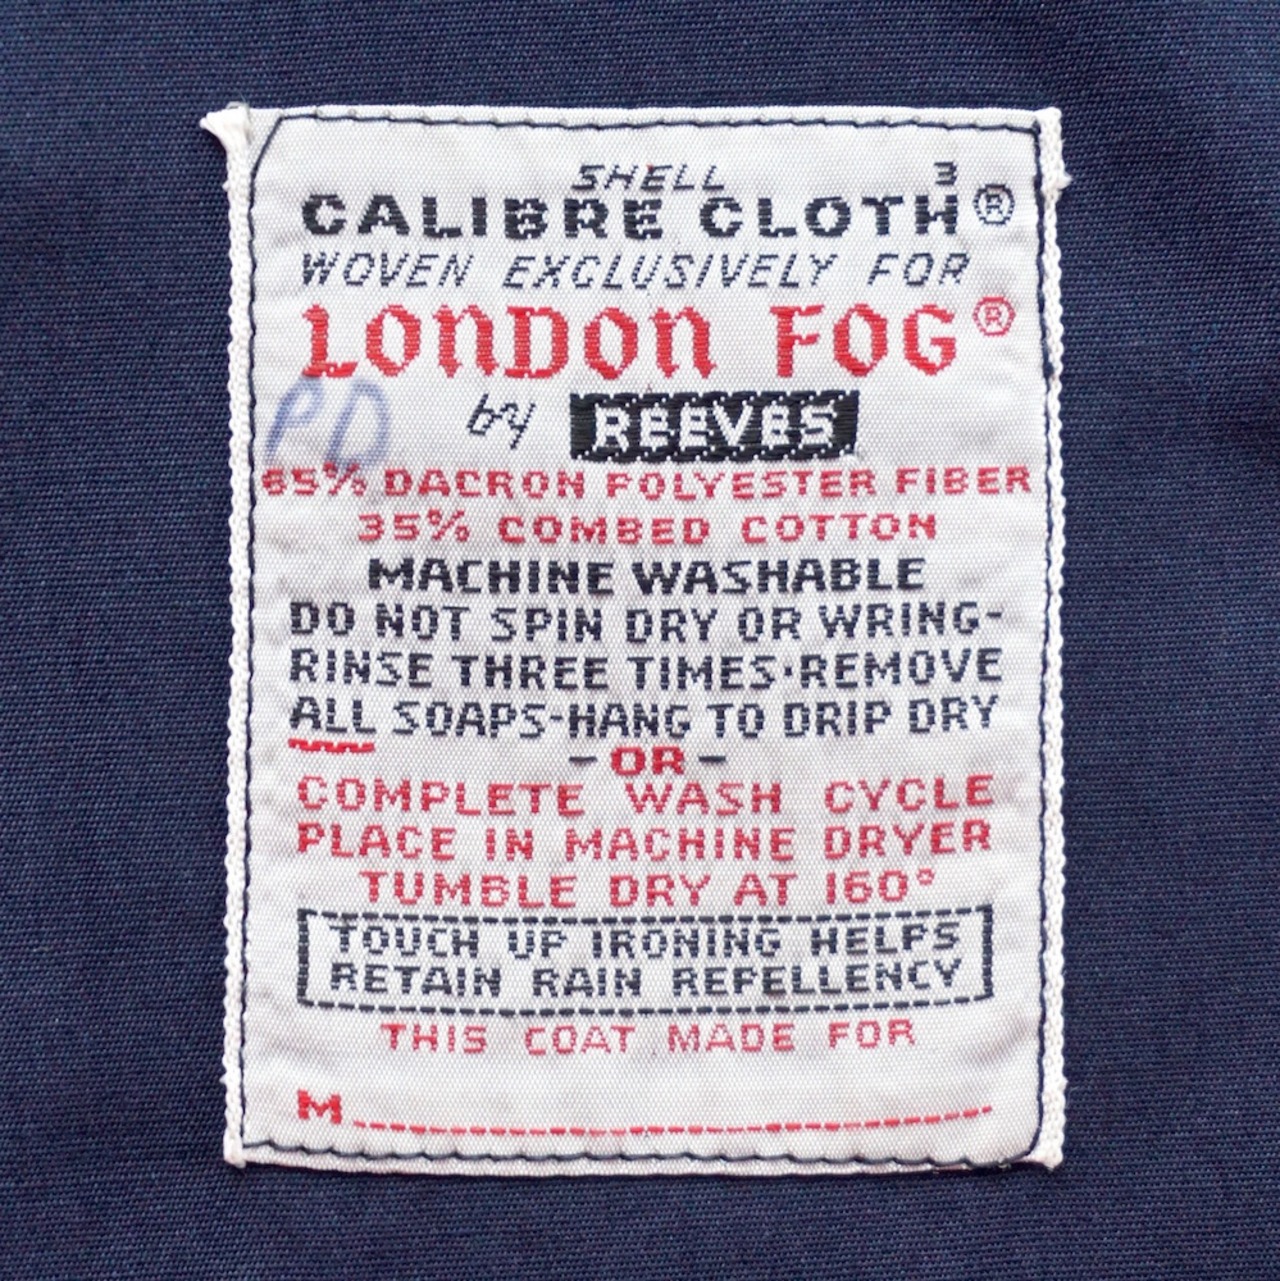 SHELL
CALIBRE CLOTH³®
WOVEN EXCLUSIVELY FOR
LONDON FOG®
PD
by REEVES
65% DACRON POLYESTER FIBER
35% COMBED COTTON
MACHINE WASHABLE
DO NOT SPIN DRY OR WRING-
RINSE THREE TIMES·REMOVE
ALL SOAPS-HANG TO DRIP DRY
-OR-
COMPLETE WASH CYCLE
PLACE IN MACHINE DRYER
TUMBLE DRY AT 160°
TOUCH UP IRONING HELPS
RETAIN RAIN REPELLENCY
THIS COAT MADE FOR
M